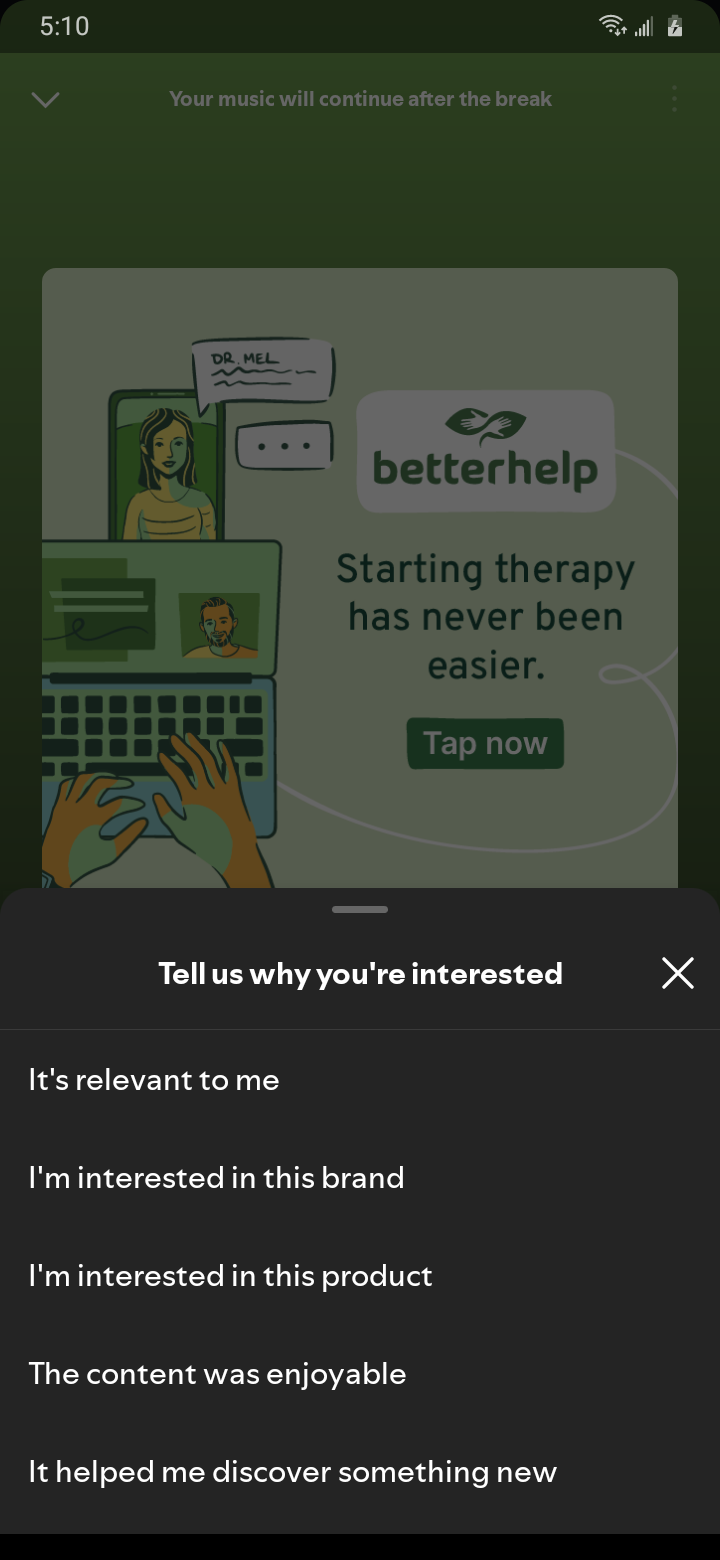 5:10
Your music will continue after the break
DR. MEL
betterhelp
Starting therapy
has never been
easier.
Tap now
Tell us why you're interested
It's relevant to me
I'm interested in this brand
I'm interested in this product
The content was enjoyable
It helped me discover something new